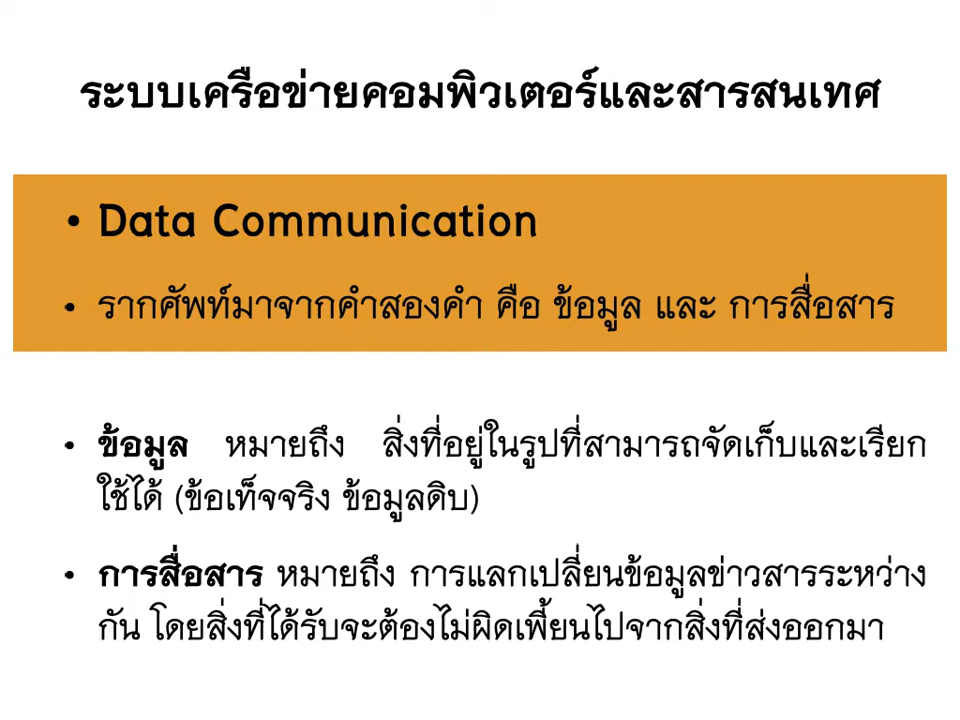 ระบบเครือข่ายคอมพิวเตอร์และสารสนเทศ
• Data Communication
• รากศัพท์มาจากคำสองคำ คือ ข้อมูล และ การสื่อสาร
• ข้อมูล หมายถึง สิ่งที่อยู่ในรูปที่สามารถจัดเก็บและเรียก
ใช้ได้ (ข้อเท็จจริง ข้อมูลดิบ)
• การสื่อสาร หมายถึง การแลกเปลี่ยนข้อมูลข่าวสารระหว่าง
กัน โดยสิ่งที่ได้รับจะต้องไม่ผิดเพี้ยนไปจากสิ่งที่ส่งออกมา